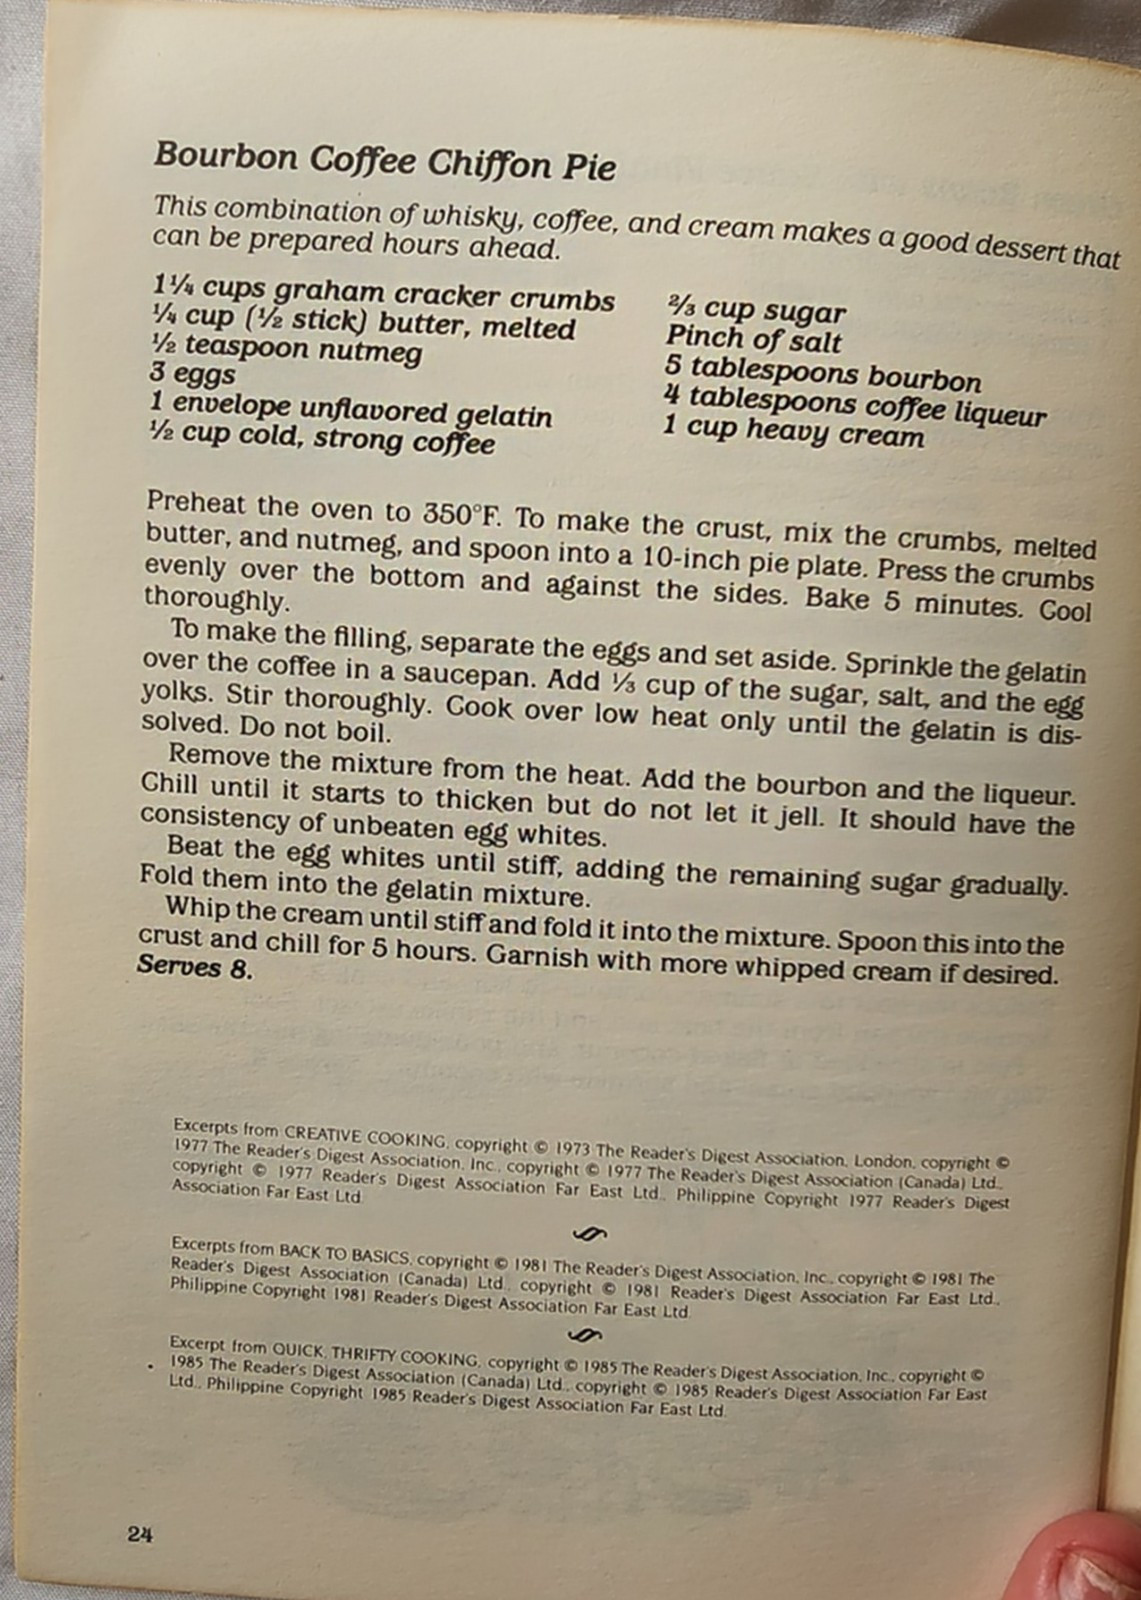 Bourbon Coffee Chiffon Pie
This combination of whisky, coffee, and cream makes a good dessert that
can be prepared hours ahead.
1¼ cups graham cracker crumbs
¼ cup (½ stick) butter, melted
½ teaspoon nutmeg
3 eggs
1 envelope unflavored gelatin
½ cup cold, strong coffee
⅔ cup sugar
Pinch of salt
5 tablespoons bourbon
4 tablespoons coffee liqueur
1 cup heavy cream
Preheat the oven to 350°F. To make the crust, mix the crumbs, melted
butter, and nutmeg, and spoon into a 10-inch pie plate. Press the crumbs
evenly over the bottom and against the sides. Bake 5 minutes. Cool
thoroughly.
To make the filling, separate the eggs and set aside. Sprinkle the gelatin
over the coffee in a saucepan. Add ⅓ cup of the sugar, salt, and the egg
yolks. Stir thoroughly. Cook over low heat only until the gelatin is dis-
solved. Do not boil.
Remove the mixture from the heat. Add the bourbon and the liqueur.
Chill until it starts to thicken but do not let it jell. It should have the
consistency of unbeaten egg whites.
Beat the egg whites until stiff, adding the remaining sugar gradually.
Fold them into the gelatin mixture.
Whip the cream until stiff and fold it into the mixture. Spoon this into the
crust and chill for 5 hours. Garnish with more whipped cream if desired.
Serves 8.
Excerpts from CREATIVE COOKING, copyright © 1973 The Reader's Digest Association, London, copyright ©
1977 The Reader's Digest Association, Inc., copyright © 1977 The Reader's Digest Association (Canada) Ltd.,
copyright © 1977 Reader's Digest Association Far East Ltd., Philippine Copyright 1977 Reader's Digest
Association Far East Ltd.
Excerpts from BACK TO BASICS, copyright © 1981 The Reader's Digest Association, Inc., copyright © 1981 The
Reader's Digest Association (Canada) Ltd., copyright © 1981 Reader's Digest Association Far East Ltd.,
Philippine Copyright 1981 Reader's Digest Association Far East Ltd.
Excerpt from QUICK, THRIFTY COOKING, copyright © 1985 The Reader's Digest Association, Inc., copyright ©
1985 The Reader's Digest Association (Canada) Ltd., copyright © 1985 Reader's Digest Association Far East
Ltd., Philippine Copyright 1985 Reader's Digest Association Far East Ltd.
24